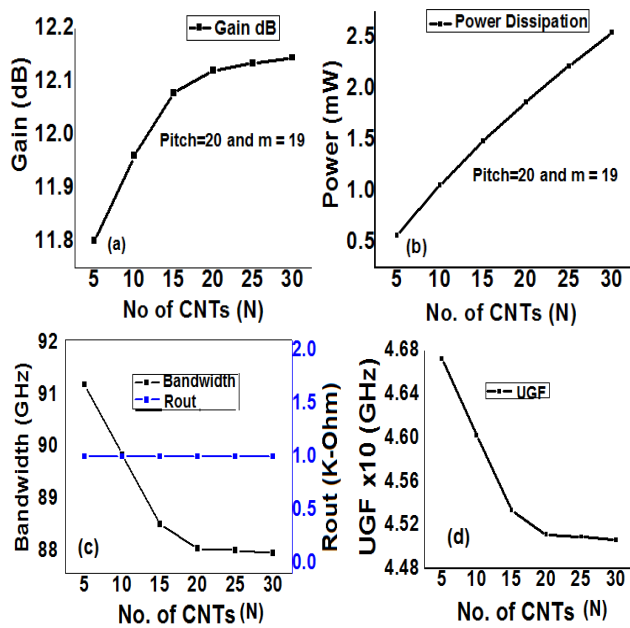 12.2
12.1
12.0
11.9
11.8
Gain (dB)
Gain dB
Pitch=20 and m = 19
(a)
5 10 15 20 25 30
No of CNTs (N)
2.5
2.0
1.5
1.0
0.5
Power (mW)
Power Dissipation
Pitch=20 and m = 19
(b)
5 10 15 20 25 30
No. of CNTs (N)
92
91
90
89
88
Bandwidth (GHz)
Bandwidth
Rout
2.0
1.5
1.0
0.5
0.0
Rout (K-Ohm)
(c)
5 10 15 20 25 30
No. of CNTs (N)
4.68
4.60
4.56
4.52
4.48
UGF x10 (GHz)
UGF
(d)
5 10 15 20 25 30
No. of CNTs (N)